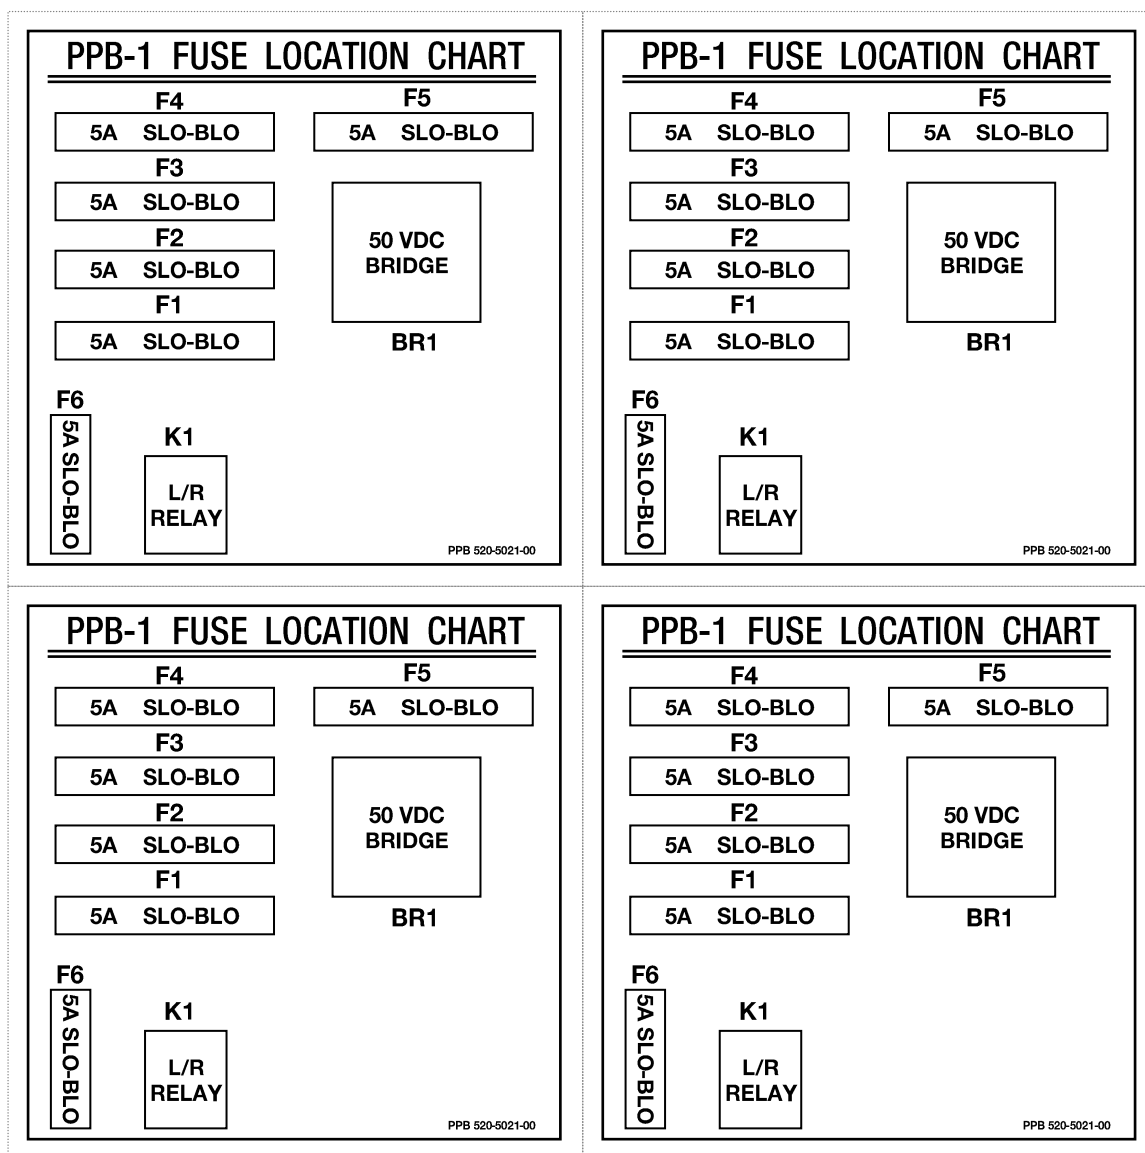 PPB-1 FUSE LOCATION CHART
F4
5A SLO-BLO
F5
5A SLO-BLO
F3
5A SLO-BLO
F2
5A SLO-BLO
F1
5A SLO-BLO
50 VDC
BRIDGE
BR1
F6
5A SLO-BLO
K1
L/R
RELAY
PPB 520-5021-00
PPB-1 FUSE LOCATION CHART
F4
5A SLO-BLO
F5
5A SLO-BLO
F3
5A SLO-BLO
F2
5A SLO-BLO
F1
5A SLO-BLO
50 VDC
BRIDGE
BR1
F6
5A SLO-BLO
K1
L/R
RELAY
PPB 520-5021-00
PPB-1 FUSE LOCATION CHART
F4
5A SLO-BLO
F5
5A SLO-BLO
F3
5A SLO-BLO
F2
5A SLO-BLO
F1
5A SLO-BLO
50 VDC
BRIDGE
BR1
F6
5A SLO-BLO
K1
L/R
RELAY
PPB 520-5021-00
PPB-1 FUSE LOCATION CHART
F4
5A SLO-BLO
F5
5A SLO-BLO
F3
5A SLO-BLO
F2
5A SLO-BLO
F1
5A SLO-BLO
50 VDC
BRIDGE
BR1
F6
5A SLO-BLO
K1
L/R
RELAY
PPB 520-5021-00